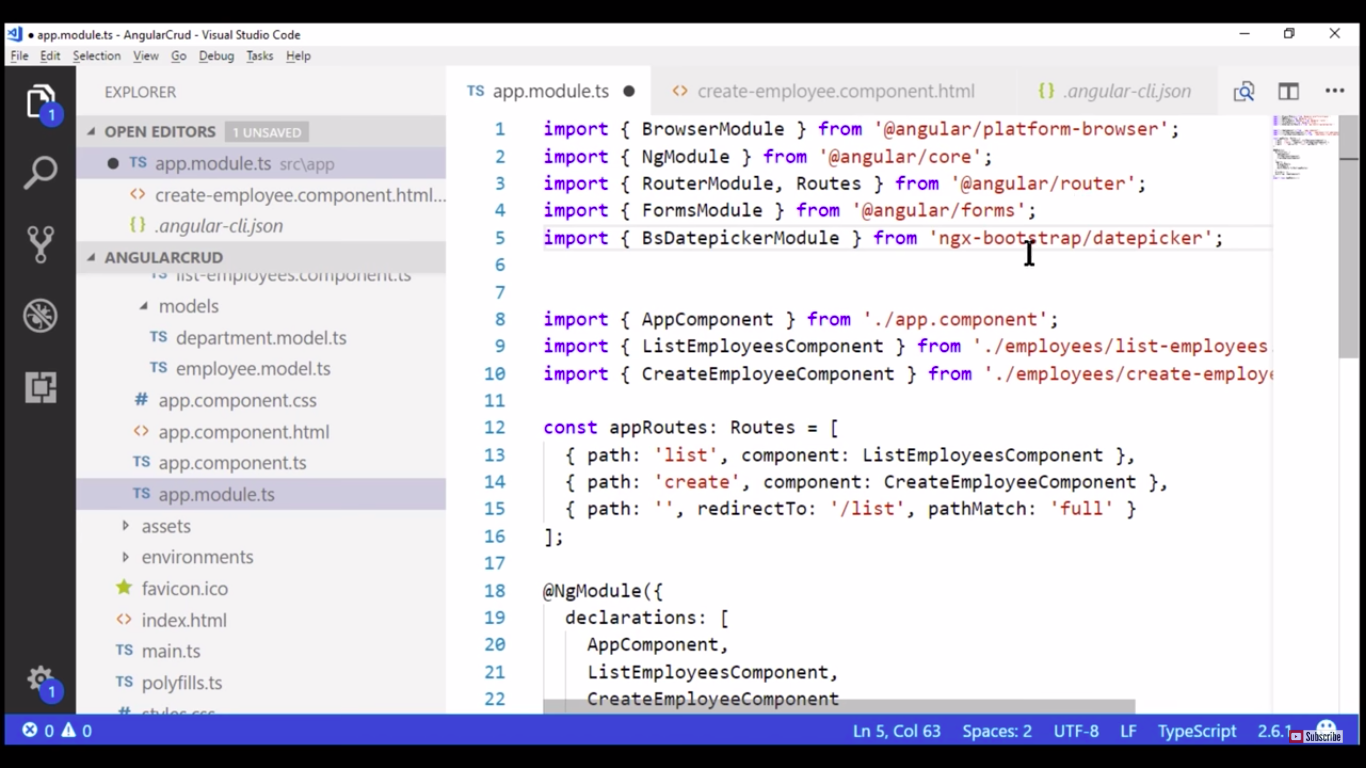 ● app.module.ts - AngularCrud - Visual Studio Code
File Edit Selection View Go Debug Tasks Help
EXPLORER
OPEN EDITORS 1 UNSAVED
● TS app.module.ts src\app
<> create-employee.component.html...
{} .angular-cli.json
ANGULARCRUD
TS list-employees.component.ts
models
TS department.model.ts
TS employee.model.ts
# app.component.css
<> app.component.html
TS app.component.ts
TS app.module.ts
assets
environments
favicon.ico
<> index.html
TS main.ts
TS polyfills.ts
# styles.css
1
1
TS app.module.ts ● <> create-employee.component.html {} .angular-cli.json
1 import { BrowserModule } from '@angular/platform-browser';
2 import { NgModule } from '@angular/core';
3 import { RouterModule, Routes } from '@angular/router';
4 import { FormsModule } from '@angular/forms';
5 import { BsDatepickerModule } from 'ngx-bootstrap/datepicker';
6
7
8 import { AppComponent } from './app.component';
9 import { ListEmployeesComponent } from './employees/list-employees
10 import { CreateEmployeeComponent } from './employees/create-employe
11
12 const appRoutes: Routes = [
13 { path: 'list', component: ListEmployeesComponent },
14 { path: 'create', component: CreateEmployeeComponent },
15 { path: '', redirectTo: '/list', pathMatch: 'full' }
16 ];
17
18 @NgModule({
19 declarations: [
20 AppComponent,
21 ListEmployeesComponent,
22 CreateEmployeeComponent
0 0 Ln 5, Col 63 Spaces: 2 UTF-8 LF TypeScript 2.6.1 Subscribe